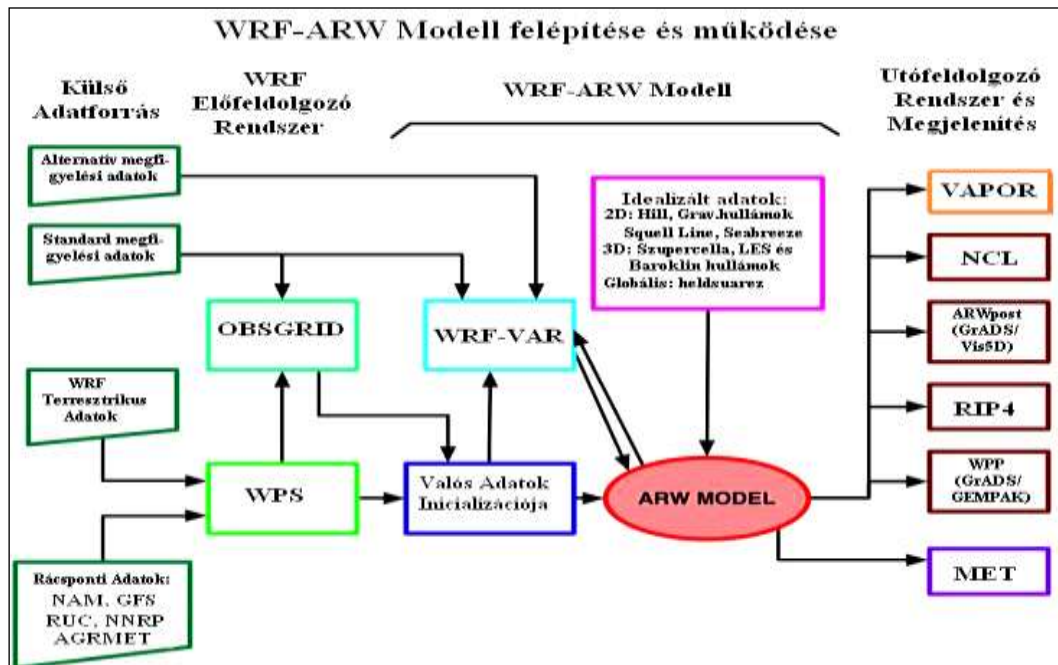 WRF-ARW Modell felépítése és működése
Külső
Adatforrás
WRF
Előfeldolgozó
Rendszer
WRF-ARW Modell
Utófeldolgozó
Rendszer és
Megjelenítés
Alternatív megfi-
gyelési adatok
Standard megfi-
gyelési adatok
WRF
Terresztrikus
Adatok
Rácsponti Adatok:
NAM, GFS
RUC, NNRP
AGRMET
OBSGRID
WPS
WRF-VAR
Valós Adatok
Inicializációja
Idealizált adatok:
2D: Hill, Grav.hullámok
Squell Line, Seabreeze
3D: Szupercella, LES és
Baroklin hullámok
Globális: heldsuarez
ARW MODEL
VAPOR
NCL
ARWpost
(GrADS/
Vis5D)
RIP4
WPP
(GrADS/
GEMPAK)
MET